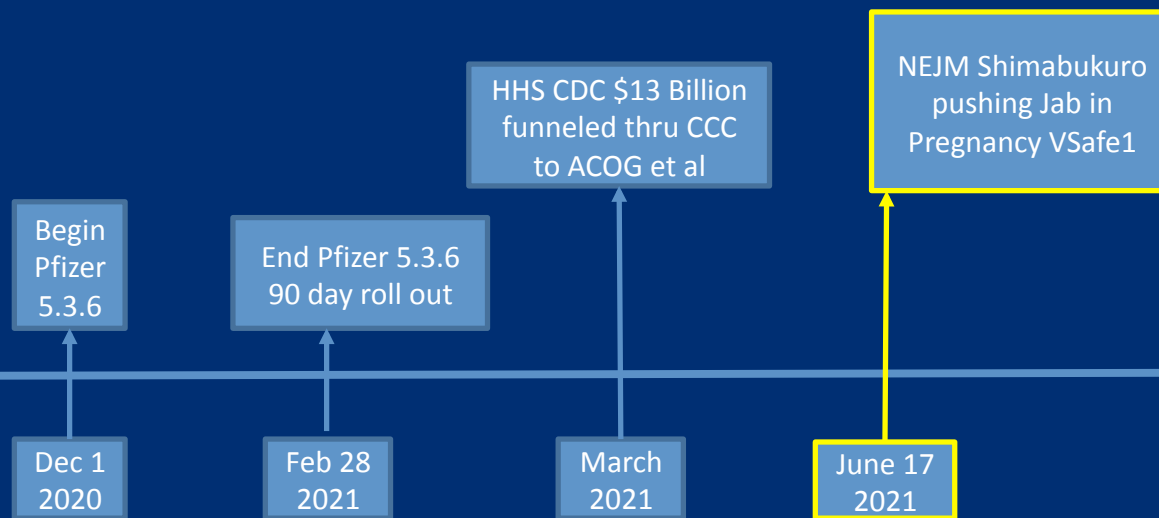 Begin
Pfizer
5.3.6
End Pfizer 5.3.6
90 day roll out
HHS CDC $13 Billion
funneled thru CCC
to ACOG et al
NEJM Shimabukuro
pushing Jab in
Pregnancy VSafe1
Dec 1
2020
Feb 28
2021
March
2021
June 17
2021